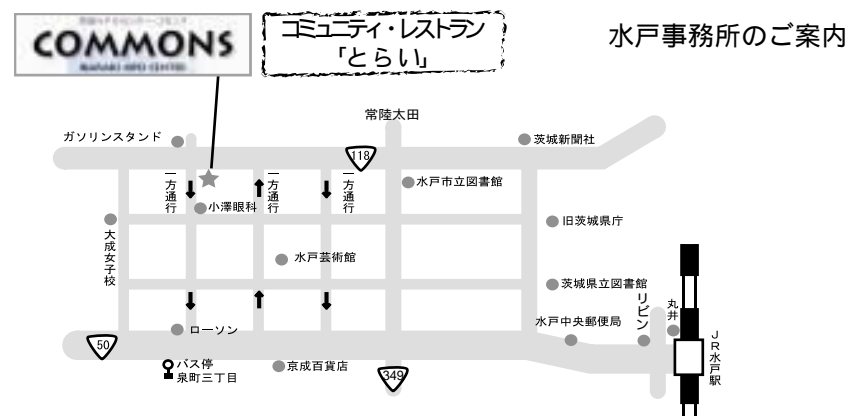 COMMONS
IBARAKI NPO CENTER
コミュニティ・レストラン
「とらい」
水戸事務所のご案内
常陸太田
ガソリンスタンド
茨城新聞社
118
一方通行
一方通行
一方通行
水戸市立図書館
小澤眼科
大成女子校
旧茨城県庁
水戸芸術館
茨城県立図書館
リビン
丸井
水戸中央郵便局
ローソン
JR水戸駅
50
バス停
泉町三丁目
京成百貨店
349